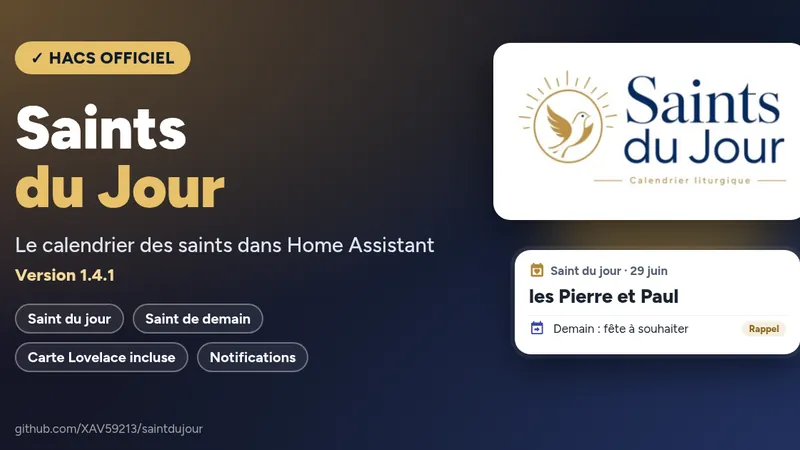 ✓ HACS OFFICIEL
Saints
du Jour
Le calendrier des saints dans Home Assistant
Version 1.4.1
Saint du jour
Saint de demain
Carte Lovelace incluse
Notifications
github.com/XAV59213/saintdujour
Saints
du Jour
Calendrier liturgique
Saint du jour · 29 juin
les Pierre et Paul
Demain : fête à souhaiter
Rappel